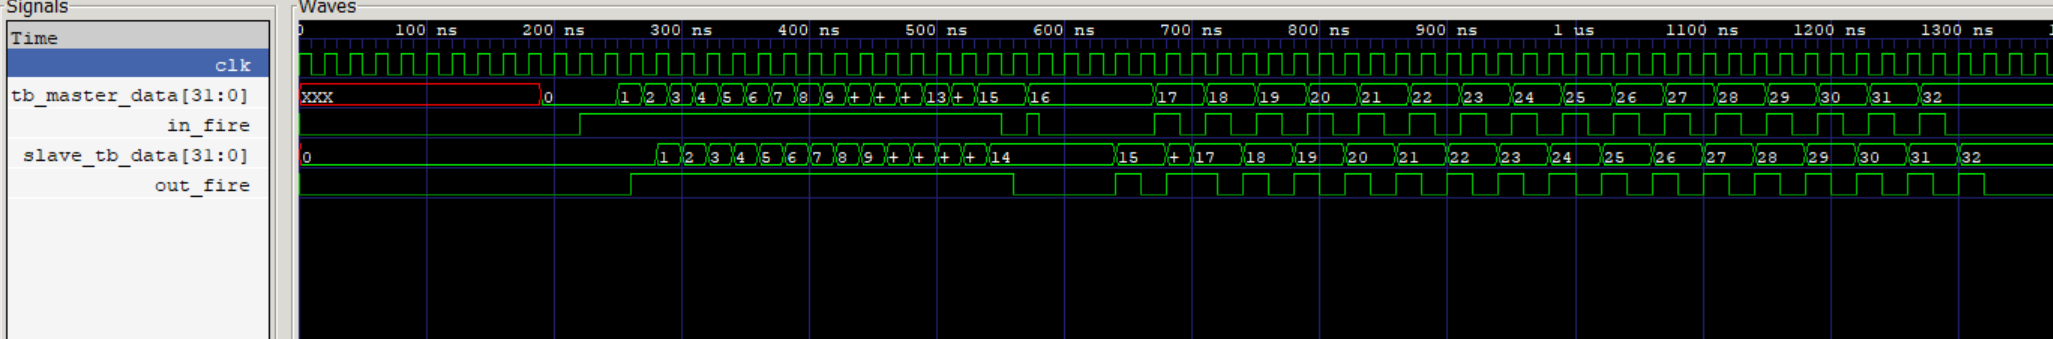 Signals
Waves
Time
0 100 ns 200 ns 300 ns 400 ns 500 ns 600 ns 700 ns 800 ns 900 ns 1 us 1100 ns 1200 ns 1300 ns 1
clk
tb_master_data[31:0] XXX 0 1 2 3 4 5 6 7 8 9 + + + 13 + 15 16 17 18 19 20 21 22 23 24 25 26 27 28 29 30 31 32
in_fire
slave_tb_data[31:0] 0 1 2 3 4 5 6 7 8 9 + + + + 14 15 + 17 18 19 20 21 22 23 24 25 26 27 28 29 30 31 32
out_fire